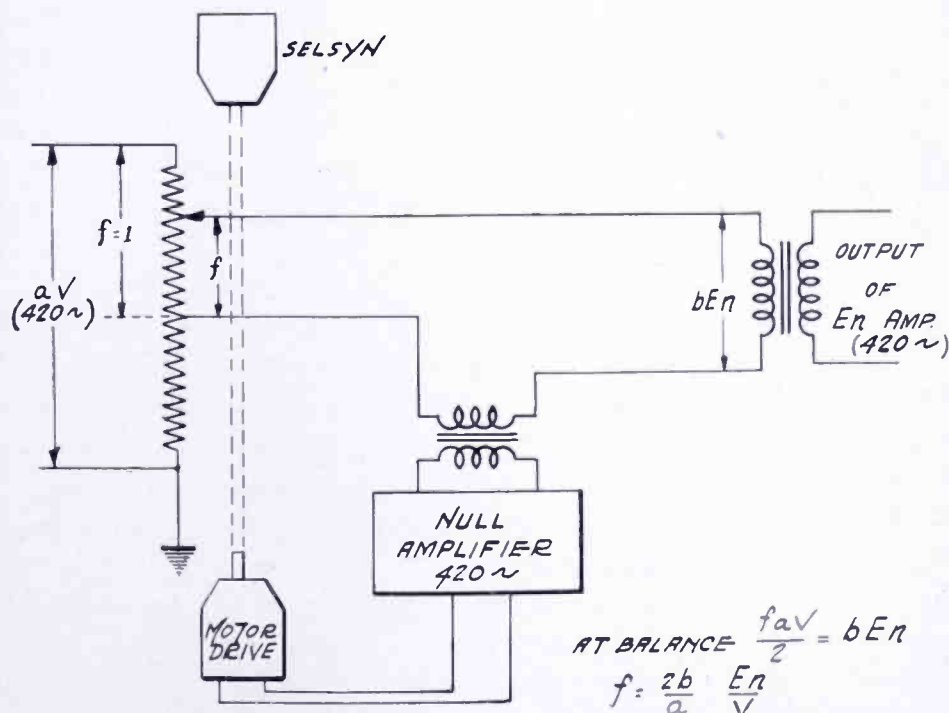 SELSYN
f=1
f
aV
(420~)
bEn
OUTPUT
OF
En AMP.
(420~)
NULL
AMPLIFIER
420~
MOTOR
DRIVE
AT BALANCE faV/2 = bEn
f = 2b/a En/V